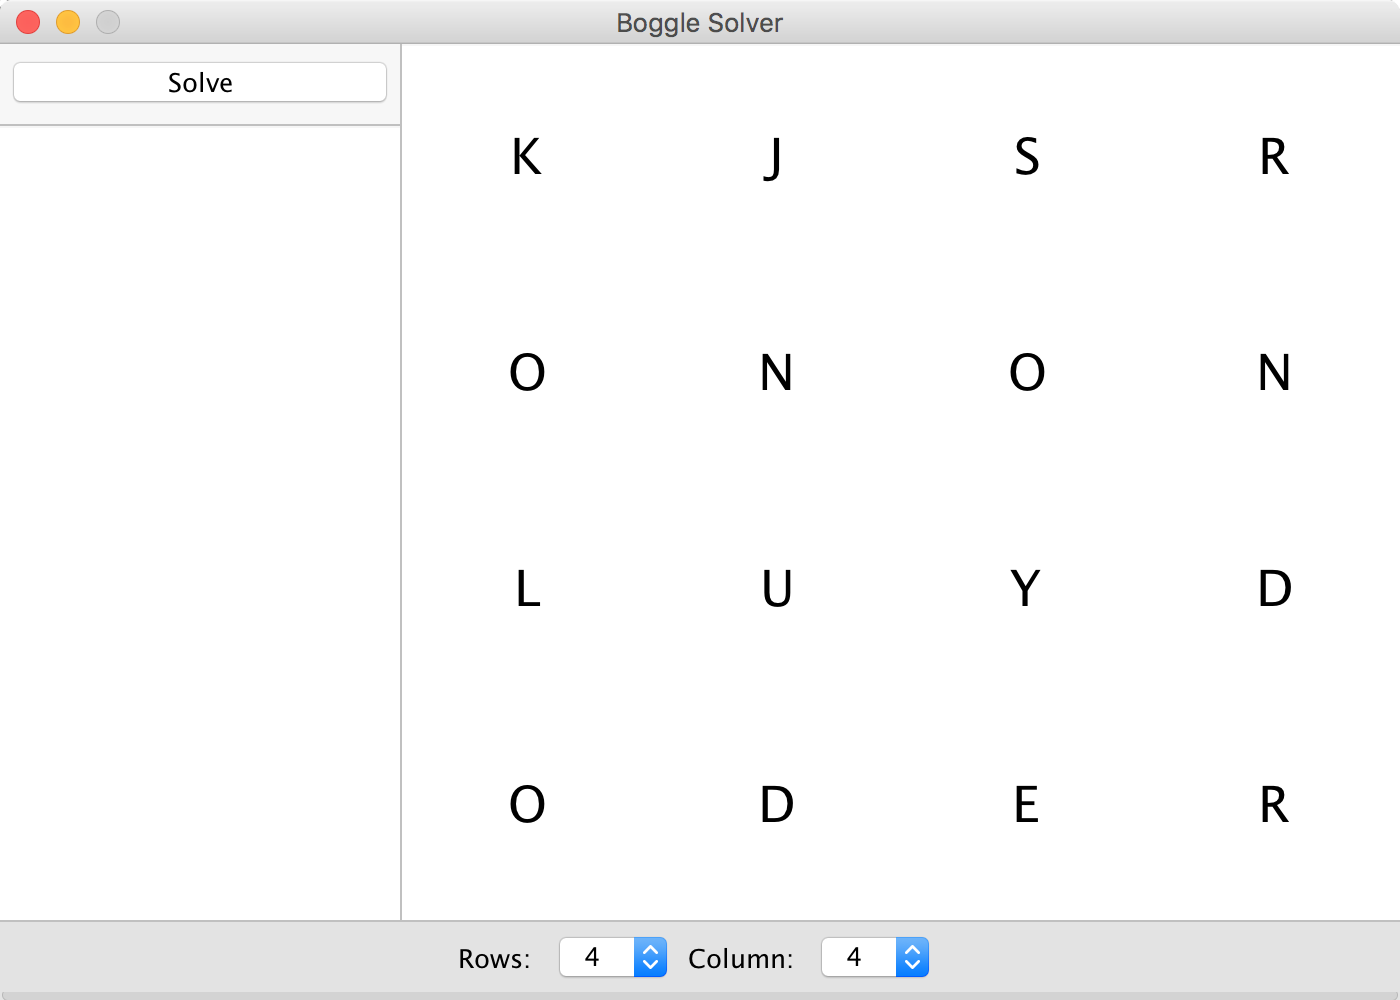 Boggle Solver
Solve
K J S R
O N O N
L U Y D
O D E R
Rows: 4 Column: 4